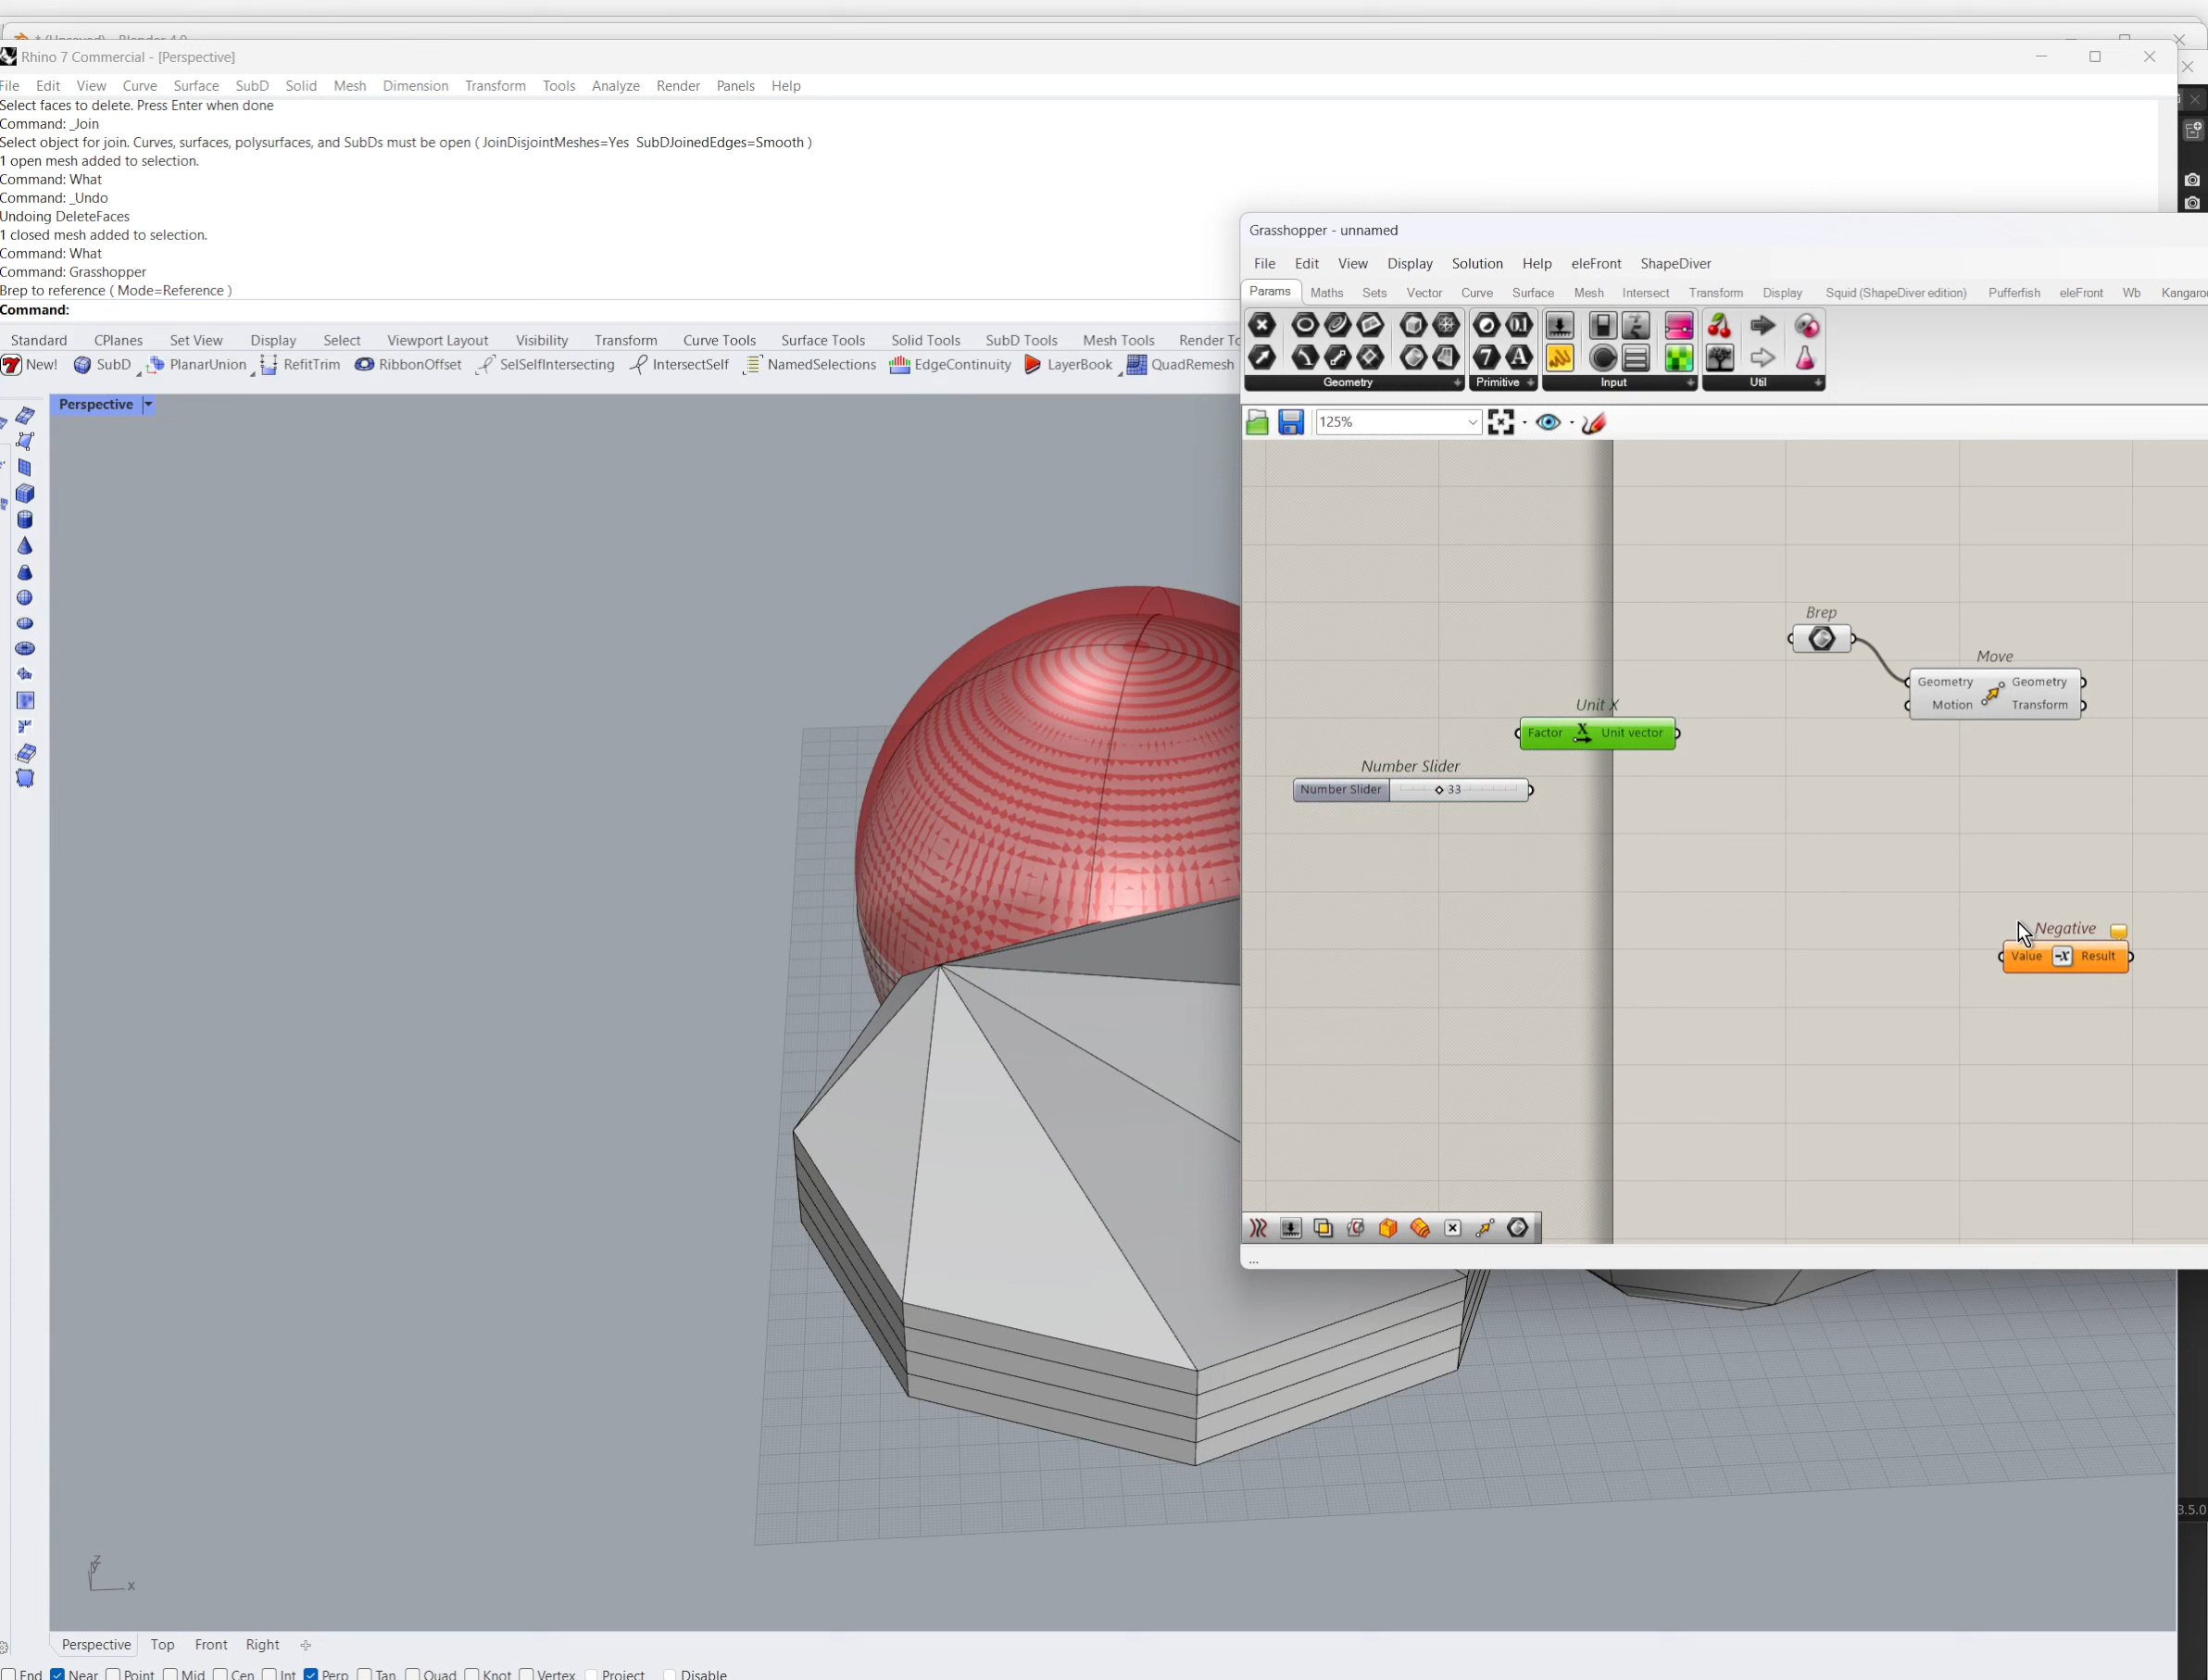 Rhino 7 Commercial - [Perspective]
File Edit View Curve Surface SubD Solid Mesh Dimension Transform Tools Analyze Render Panels Help
Select faces to delete. Press Enter when done
Command: _Join
Select object for join. Curves, surfaces, polysurfaces, and SubDs must be open ( JoinDisjointMeshes=Yes SubDJoinedEdges=Smooth )
1 open mesh added to selection.
Command: What
Command: _Undo
Undoing DeleteFaces
1 closed mesh added to selection.
Command: What
Command: Grasshopper
Brep to reference ( Mode=Reference )
Command:
Standard CPlanes Set View Display Select Viewport Layout Visibility Transform Curve Tools Surface Tools Solid Tools SubD Tools Mesh Tools Render To
7 New! SubD PlanarUnion RefitTrim RibbonOffset SelSelfIntersecting IntersectSelf NamedSelections EdgeContinuity LayerBook QuadRemesh
Perspective
Grasshopper - unnamed
File Edit View Display Solution Help eleFront ShapeDiver
Params Maths Sets Vector Curve Surface Mesh Intersect Transform Display Squid (ShapeDiver edition) Pufferfish eleFront Wb Kangaroo
Geometry Primitive Input Util
125%
Brep
Move
Geometry Geometry
Motion Transform
Unit X
Factor X Unit vector
Number Slider
Number Slider 33
Negative
Value -X Result
...
3.5.0
z
y
x
Perspective Top Front Right
End Near Point Mid Cen Int Perp Tan Quad Knot Vertex Project Disable